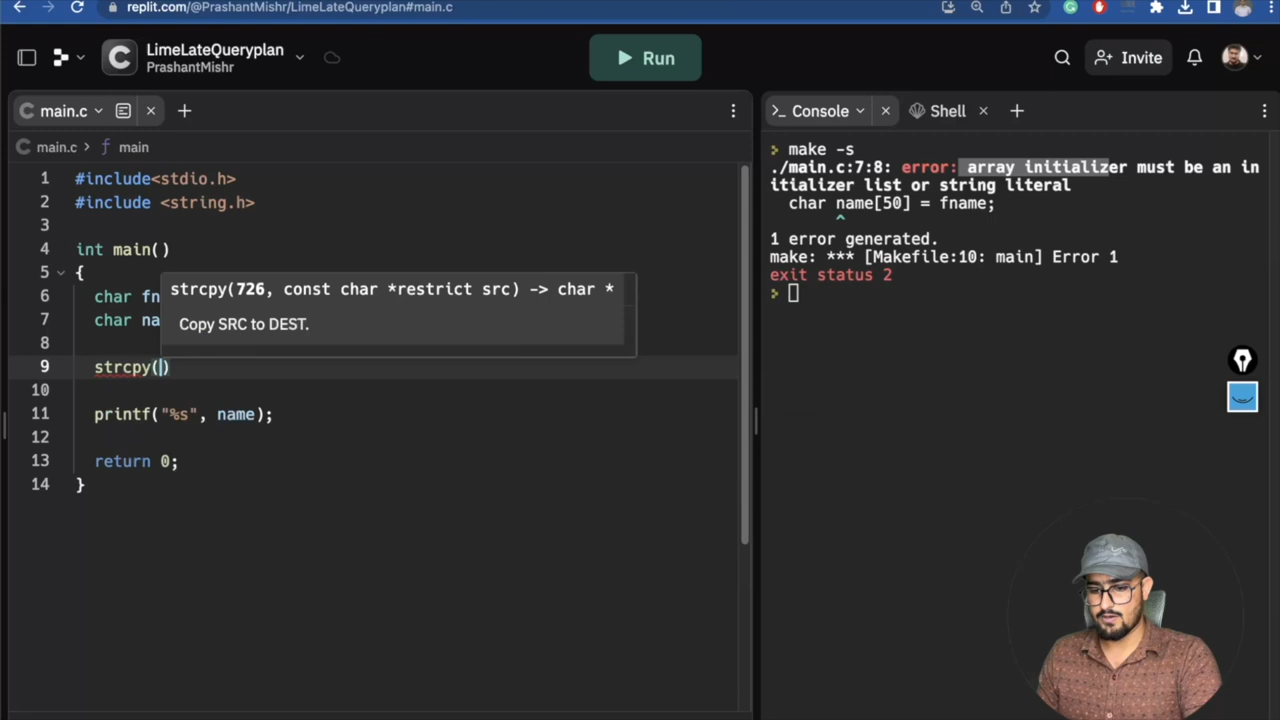 replit.com/@PrashantMishr/LimeLateQueryplan#main.c
LimeLateQueryplan
PrashantMishr
Run
Invite
main.c
main.c > ƒ main
1 #include<stdio.h>
2 #include <string.h>
3
4 int main()
5 {
6 char fn
7 char na
8
9 strcpy()
10
11 printf("%s", name);
12
13 return 0;
14 }
strcpy(726, const char *restrict src) -> char *
Copy SRC to DEST.
>_ Console
Shell
> make -s
./main.c:7:8: error: array initializer must be an in
itializer list or string literal
char name[50] = fname;
^
1 error generated.
make: *** [Makefile:10: main] Error 1
exit status 2
>